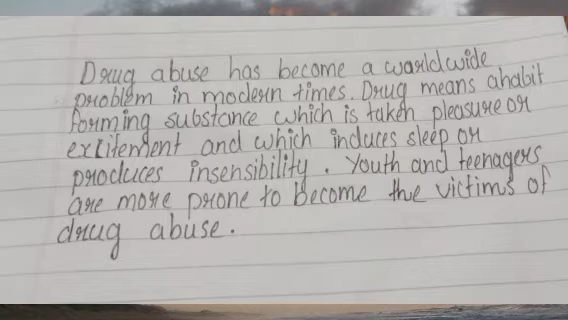 Drug abuse has become a warldwide
problem in modern times. Drug means ahabit
forming substance which is taken pleasure or
excitement and which induces sleep or
produces insensibility. Youth and teenagers
are more prone to become the victims of
drug abuse.